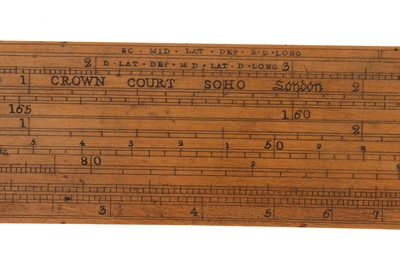 SC · MID · LAT · DEP · R · D · LONG
2 D · LAT · DEP · M D · LAT · D · LONG 3
1 CROWN COURT SOHO London 2
165 160
1 2
5 4 3 2 1 50 9 8
80 9
3 4 5 6 7